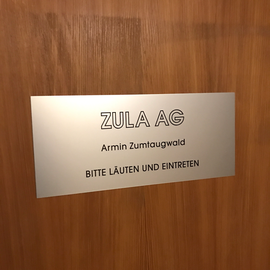 ZULA AG
Armin Zumtaugwald
BITTE LÄUTEN UND EINTRETEN